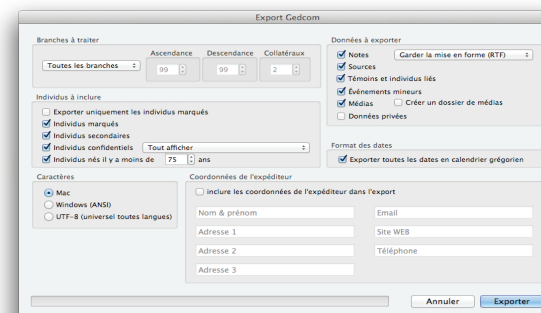 Export Gedcom
Branches à traiter
Ascendance Descendance Collatéraux
Toutes les branches 99 99 2
Individus à inclure
Exporter uniquement les individus marqués
Individus marqués
Individus secondaires
Individus confidentiels Tout afficher
Individus nés il y a moins de 75 ans
Données à exporter
Notes Garder la mise en forme (RTF)
Sources
Témoins et individus liés
Événements mineurs
Médias Créer un dossier de médias
Données privées
Format des dates
Exporter toutes les dates en calendrier grégorien
Caractères
Mac
Windows (ANSI)
UTF-8 (universel toutes langues)
Coordonnées de l'expéditeur
inclure les coordonnées de l'expéditeur dans l'export
Nom & prénom Email
Adresse 1 Site WEB
Adresse 2 Téléphone
Adresse 3
Annuler Exporter